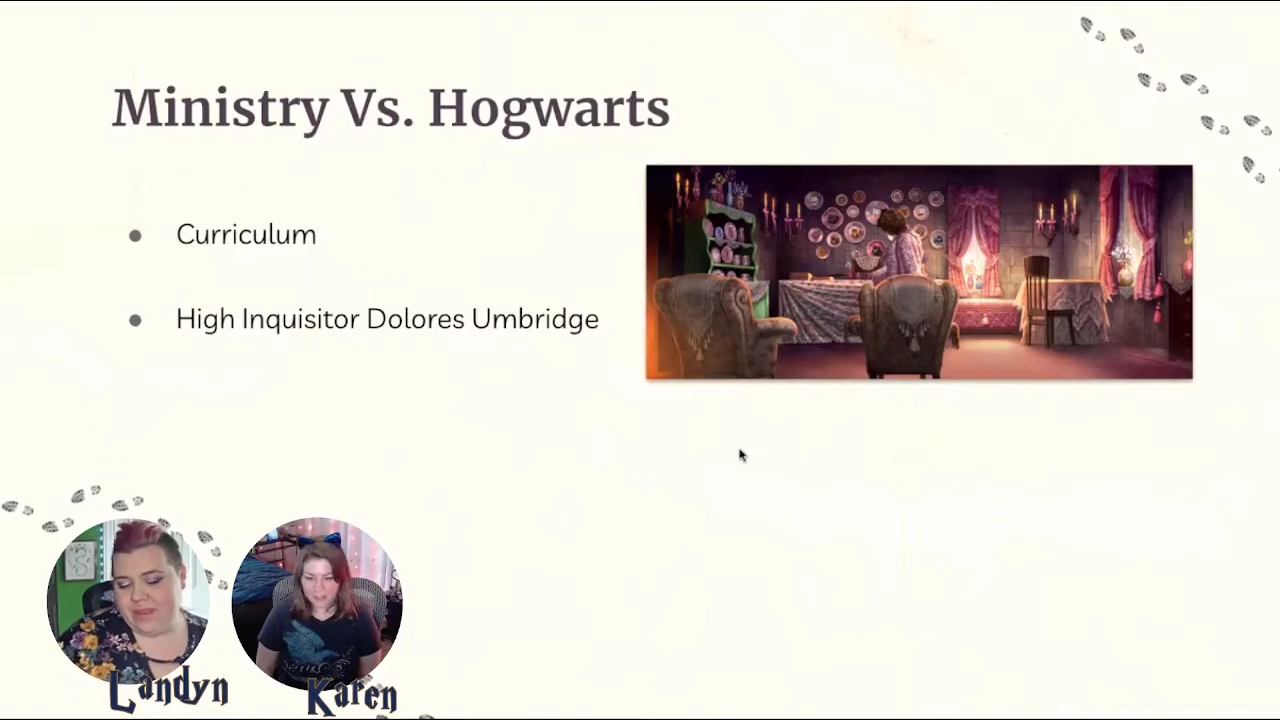 Ministry Vs. Hogwarts
Curriculum
High Inquisitor Dolores Umbridge
Landyn
Karen